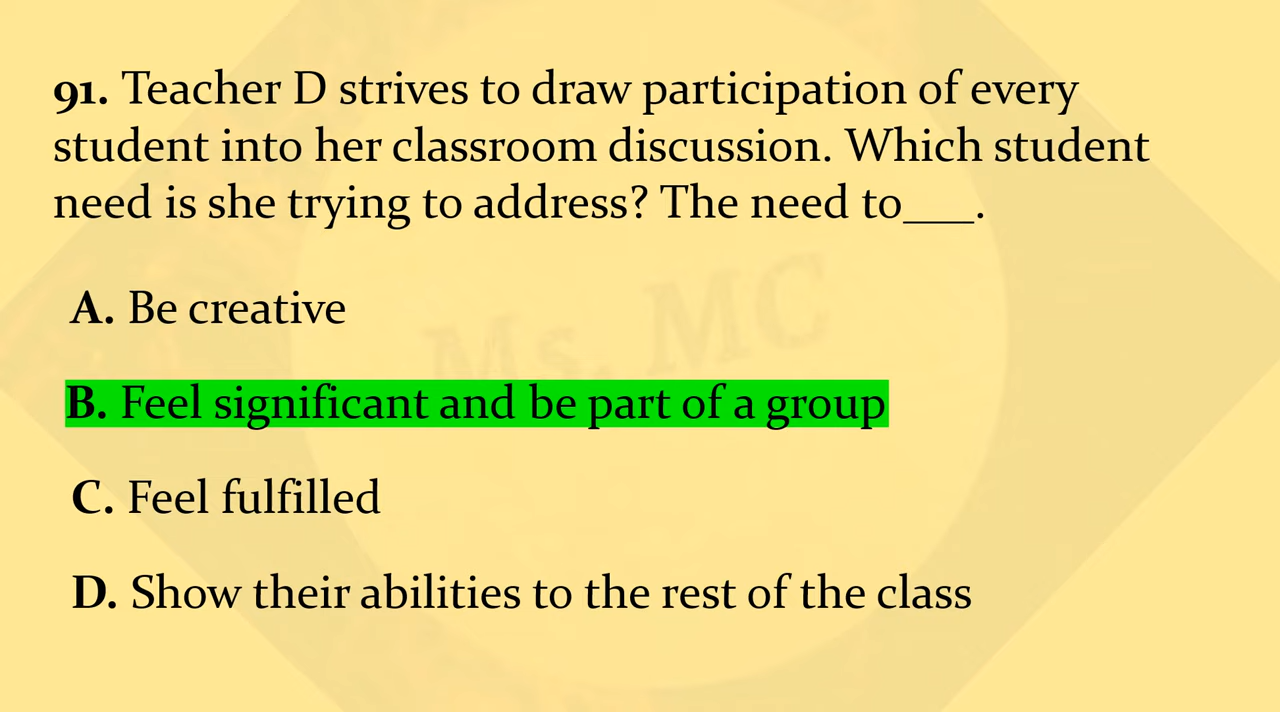 91. Teacher D strives to draw participation of every
student into her classroom discussion. Which student
need is she trying to address? The need to___.
A. Be creative
Ms. MC
B. Feel significant and be part of a group
C. Feel fulfilled
D. Show their abilities to the rest of the class